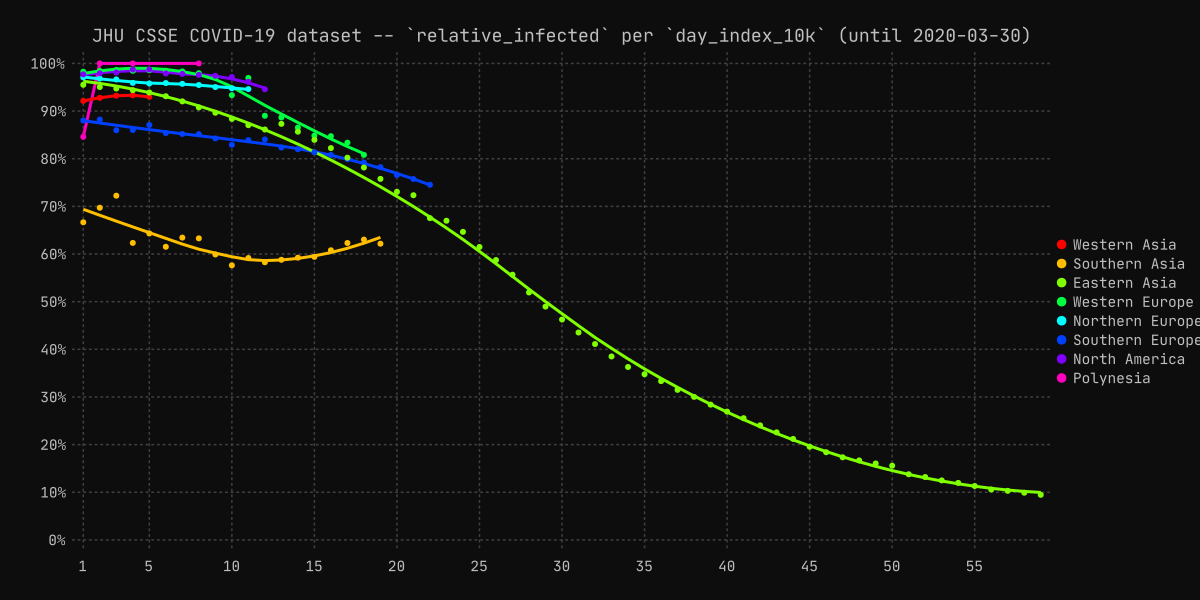 JHU CSSE COVID-19 dataset -- `relative_infected` per `day_index_10k` (until 2020-03-30)
100%
90%
80%
70%
60%
50%
40%
30%
20%
10%
0%
1 5 10 15 20 25 30 35 40 45 50 55
Western Asia
Southern Asia
Eastern Asia
Western Europe
Northern Europe
Southern Europe
North America
Polynesia